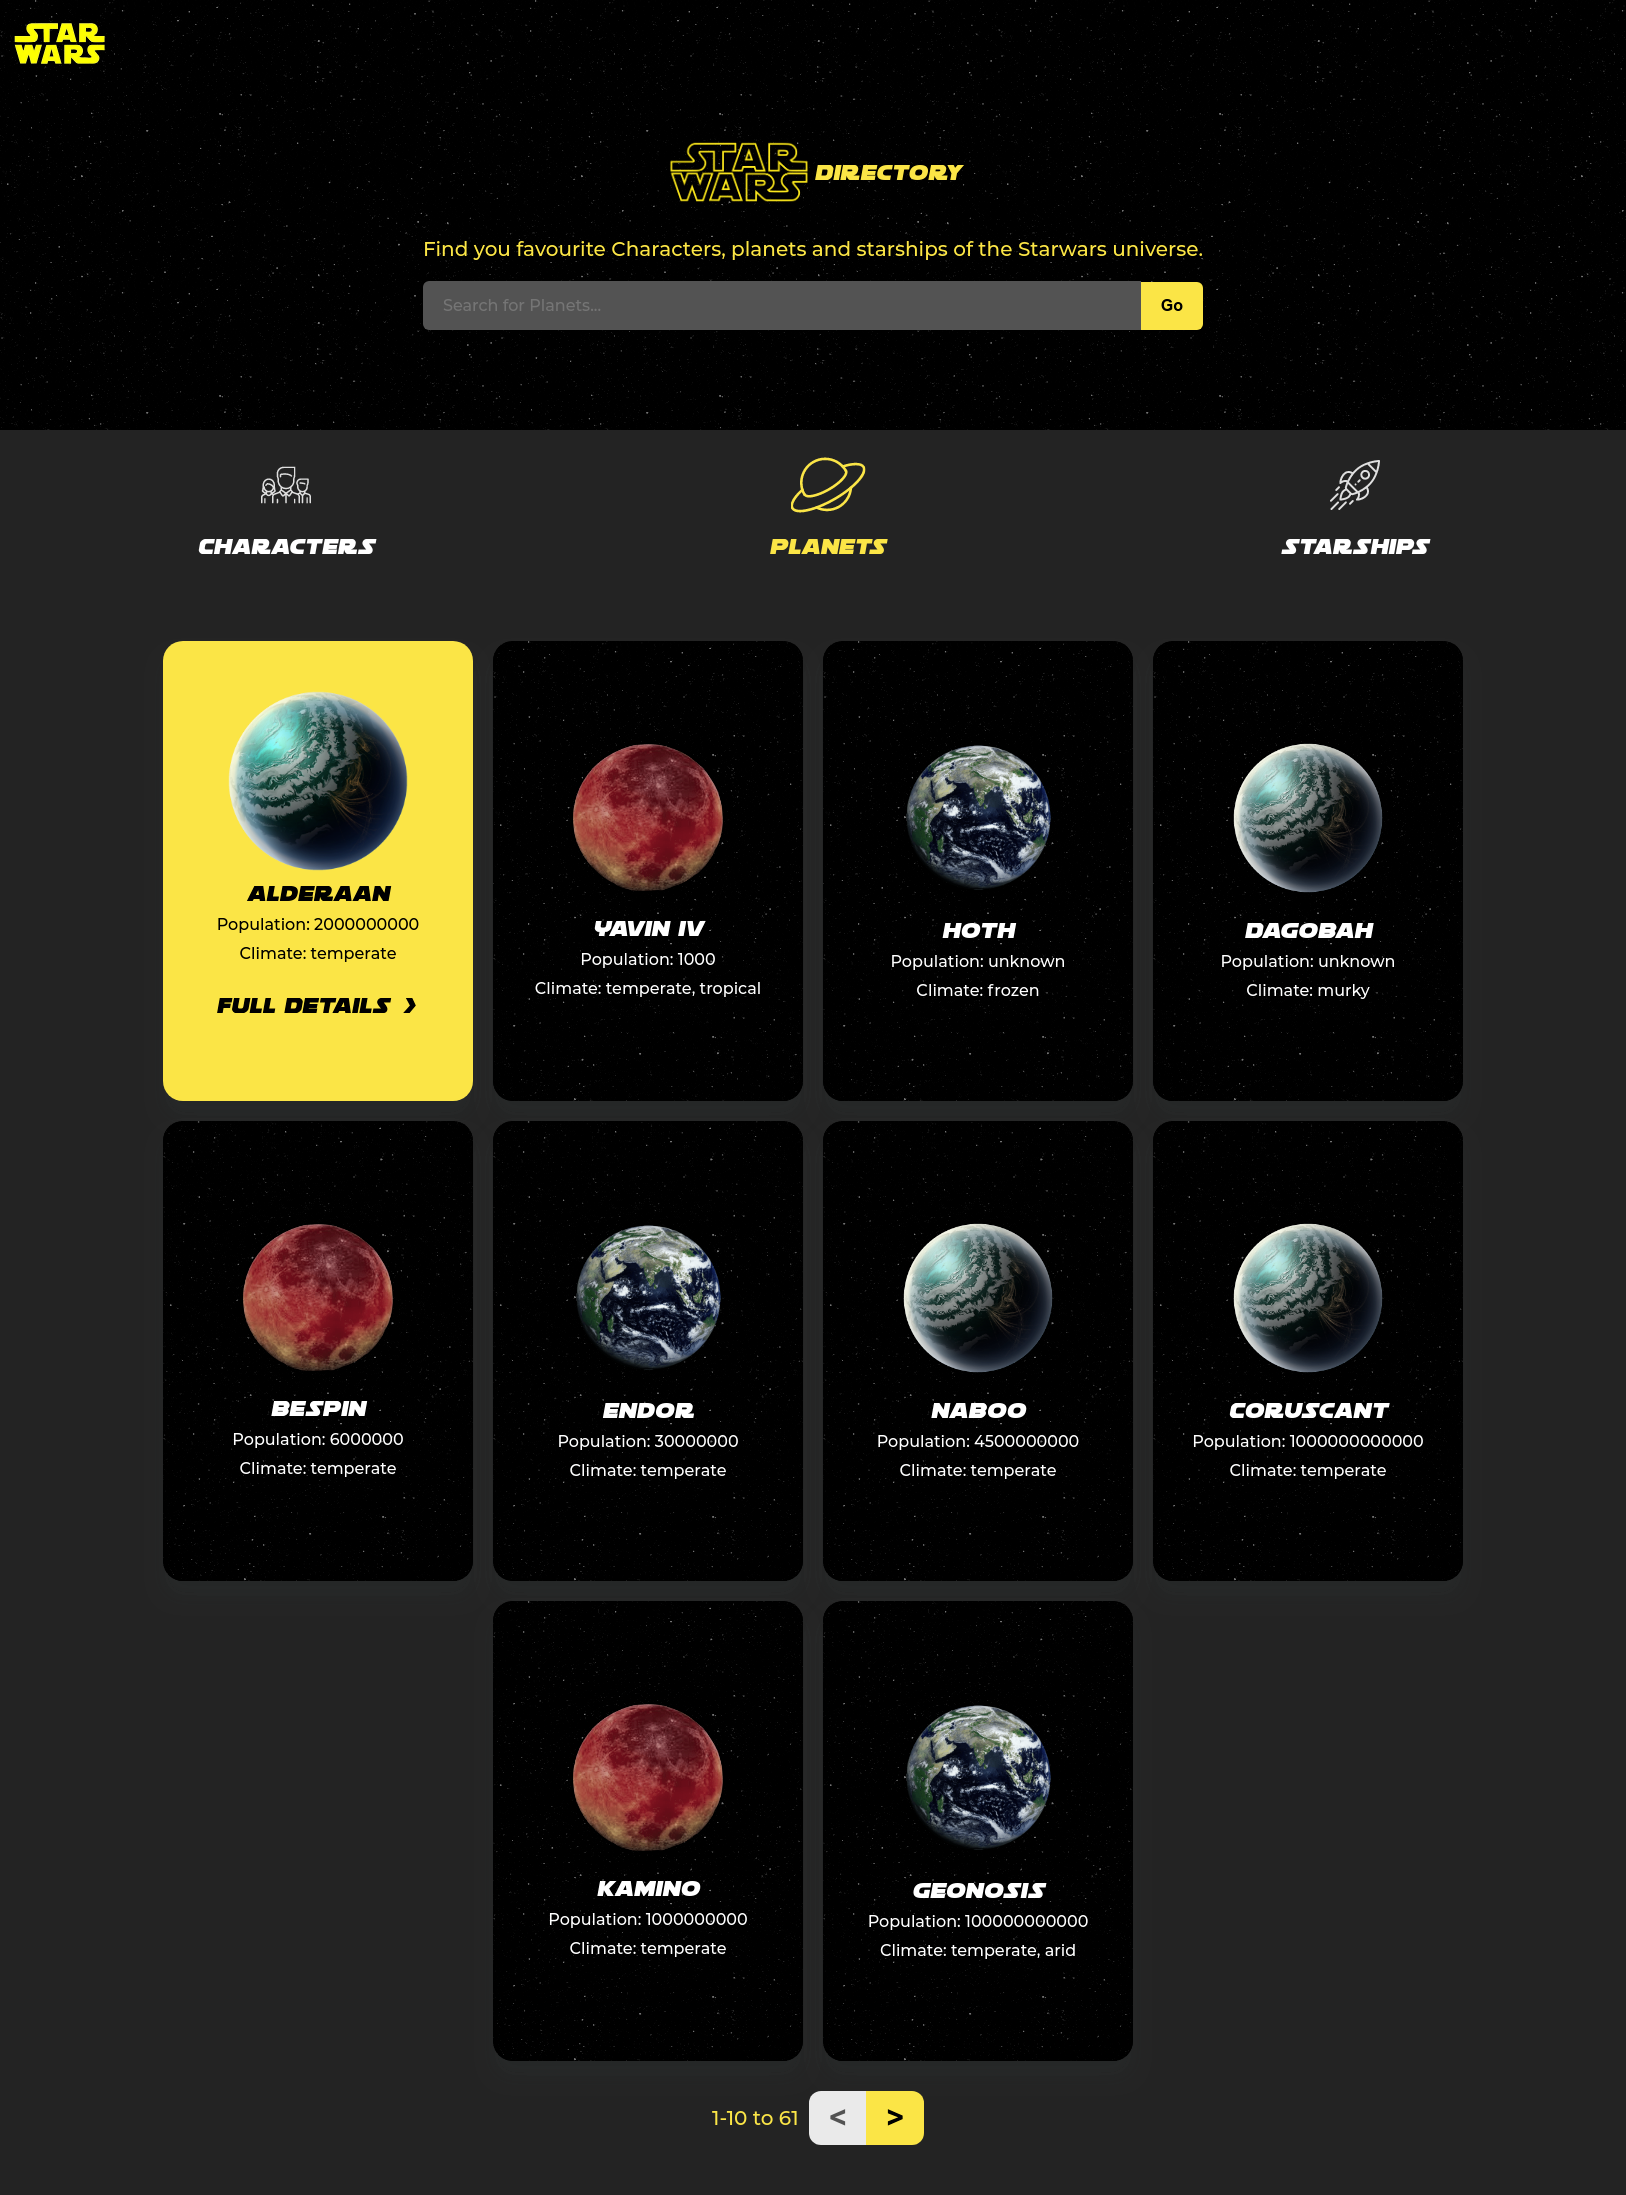 STAR
WARS
STAR
WARS DIRECTORY
Find you favourite Characters, planets and starships of the Starwars universe.
Search for Planets...
Go
CHARACTERS
PLANETS
STARSHIPS
ALDERAAN
Population: 2000000000
Climate: temperate
FULL DETAILS ❯
YAVIN IV
Population: 1000
Climate: temperate, tropical
HOTH
Population: unknown
Climate: frozen
DAGOBAH
Population: unknown
Climate: murky
BESPIN
Population: 6000000
Climate: temperate
ENDOR
Population: 30000000
Climate: temperate
NABOO
Population: 4500000000
Climate: temperate
CORUSCANT
Population: 1000000000000
Climate: temperate
KAMINO
Population: 1000000000
Climate: temperate
GEONOSIS
Population: 100000000000
Climate: temperate, arid
1-10 to 61 < >